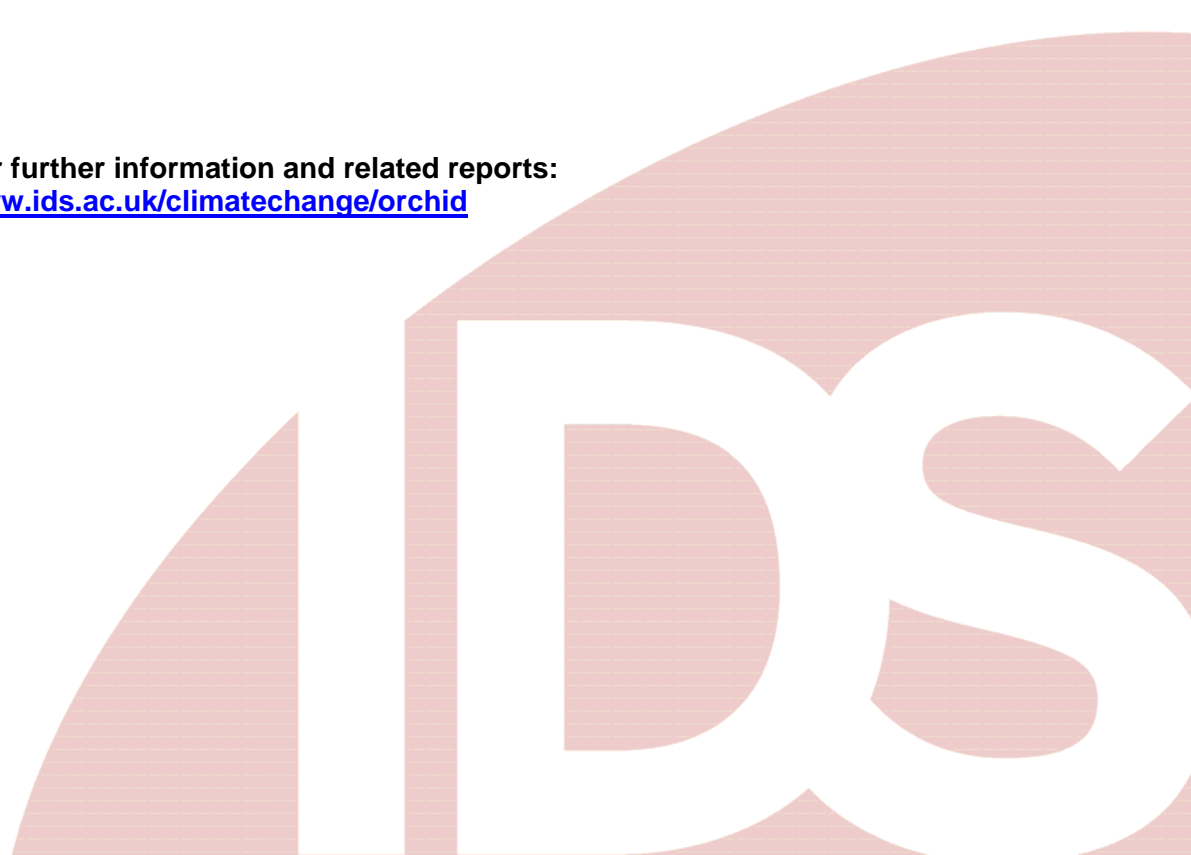 r further information and related reports:
w.ids.ac.uk/climatechange/orchid
IDS